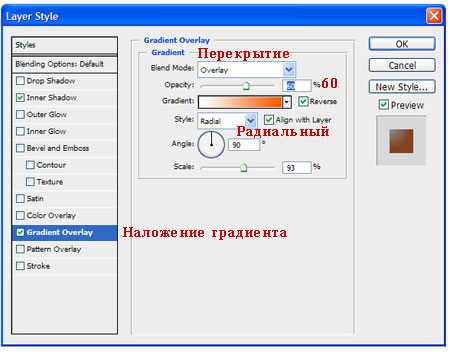 Layer Style
Styles
Blending Options: Default
Drop Shadow
Inner Shadow
Outer Glow
Inner Glow
Bevel and Emboss
Contour
Texture
Satin
Color Overlay
Gradient Overlay
Pattern Overlay
Stroke
Наложение градиента
Gradient Overlay
Gradient
Перекрытие
Blend Mode: Overlay
Opacity: 60 % 60
Gradient: Reverse
Style: Radial Align with Layer
Радиальный
Angle: 90 °
Scale: 93 %
OK
Cancel
New Style...
Preview